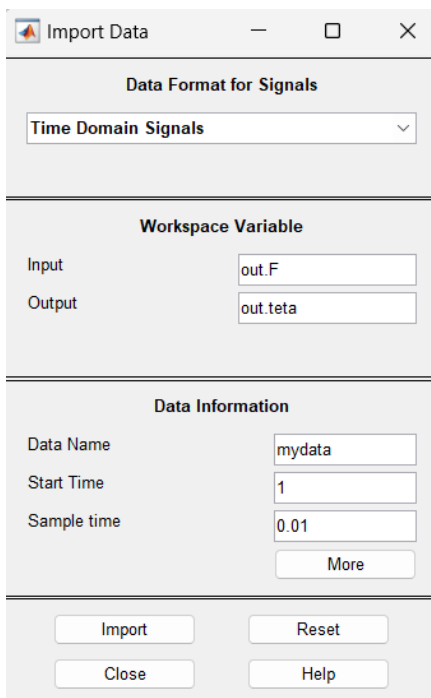 Import Data
Data Format for Signals
Time Domain Signals
Workspace Variable
Input out.F
Output out.teta
Data Information
Data Name mydata
Start Time 1
Sample time 0.01
More
Import Reset
Close Help